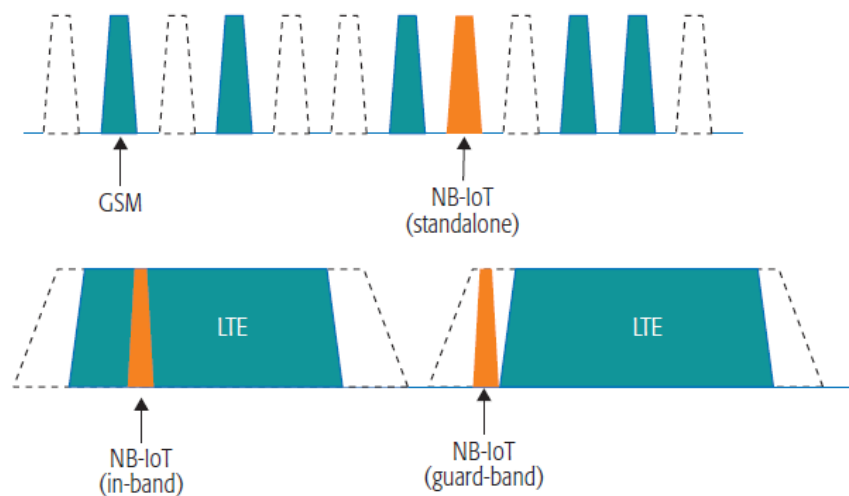 GSM
NB-IoT
(standalone)
LTE
LTE
NB-IoT
(in-band)
NB-IoT
(guard-band)